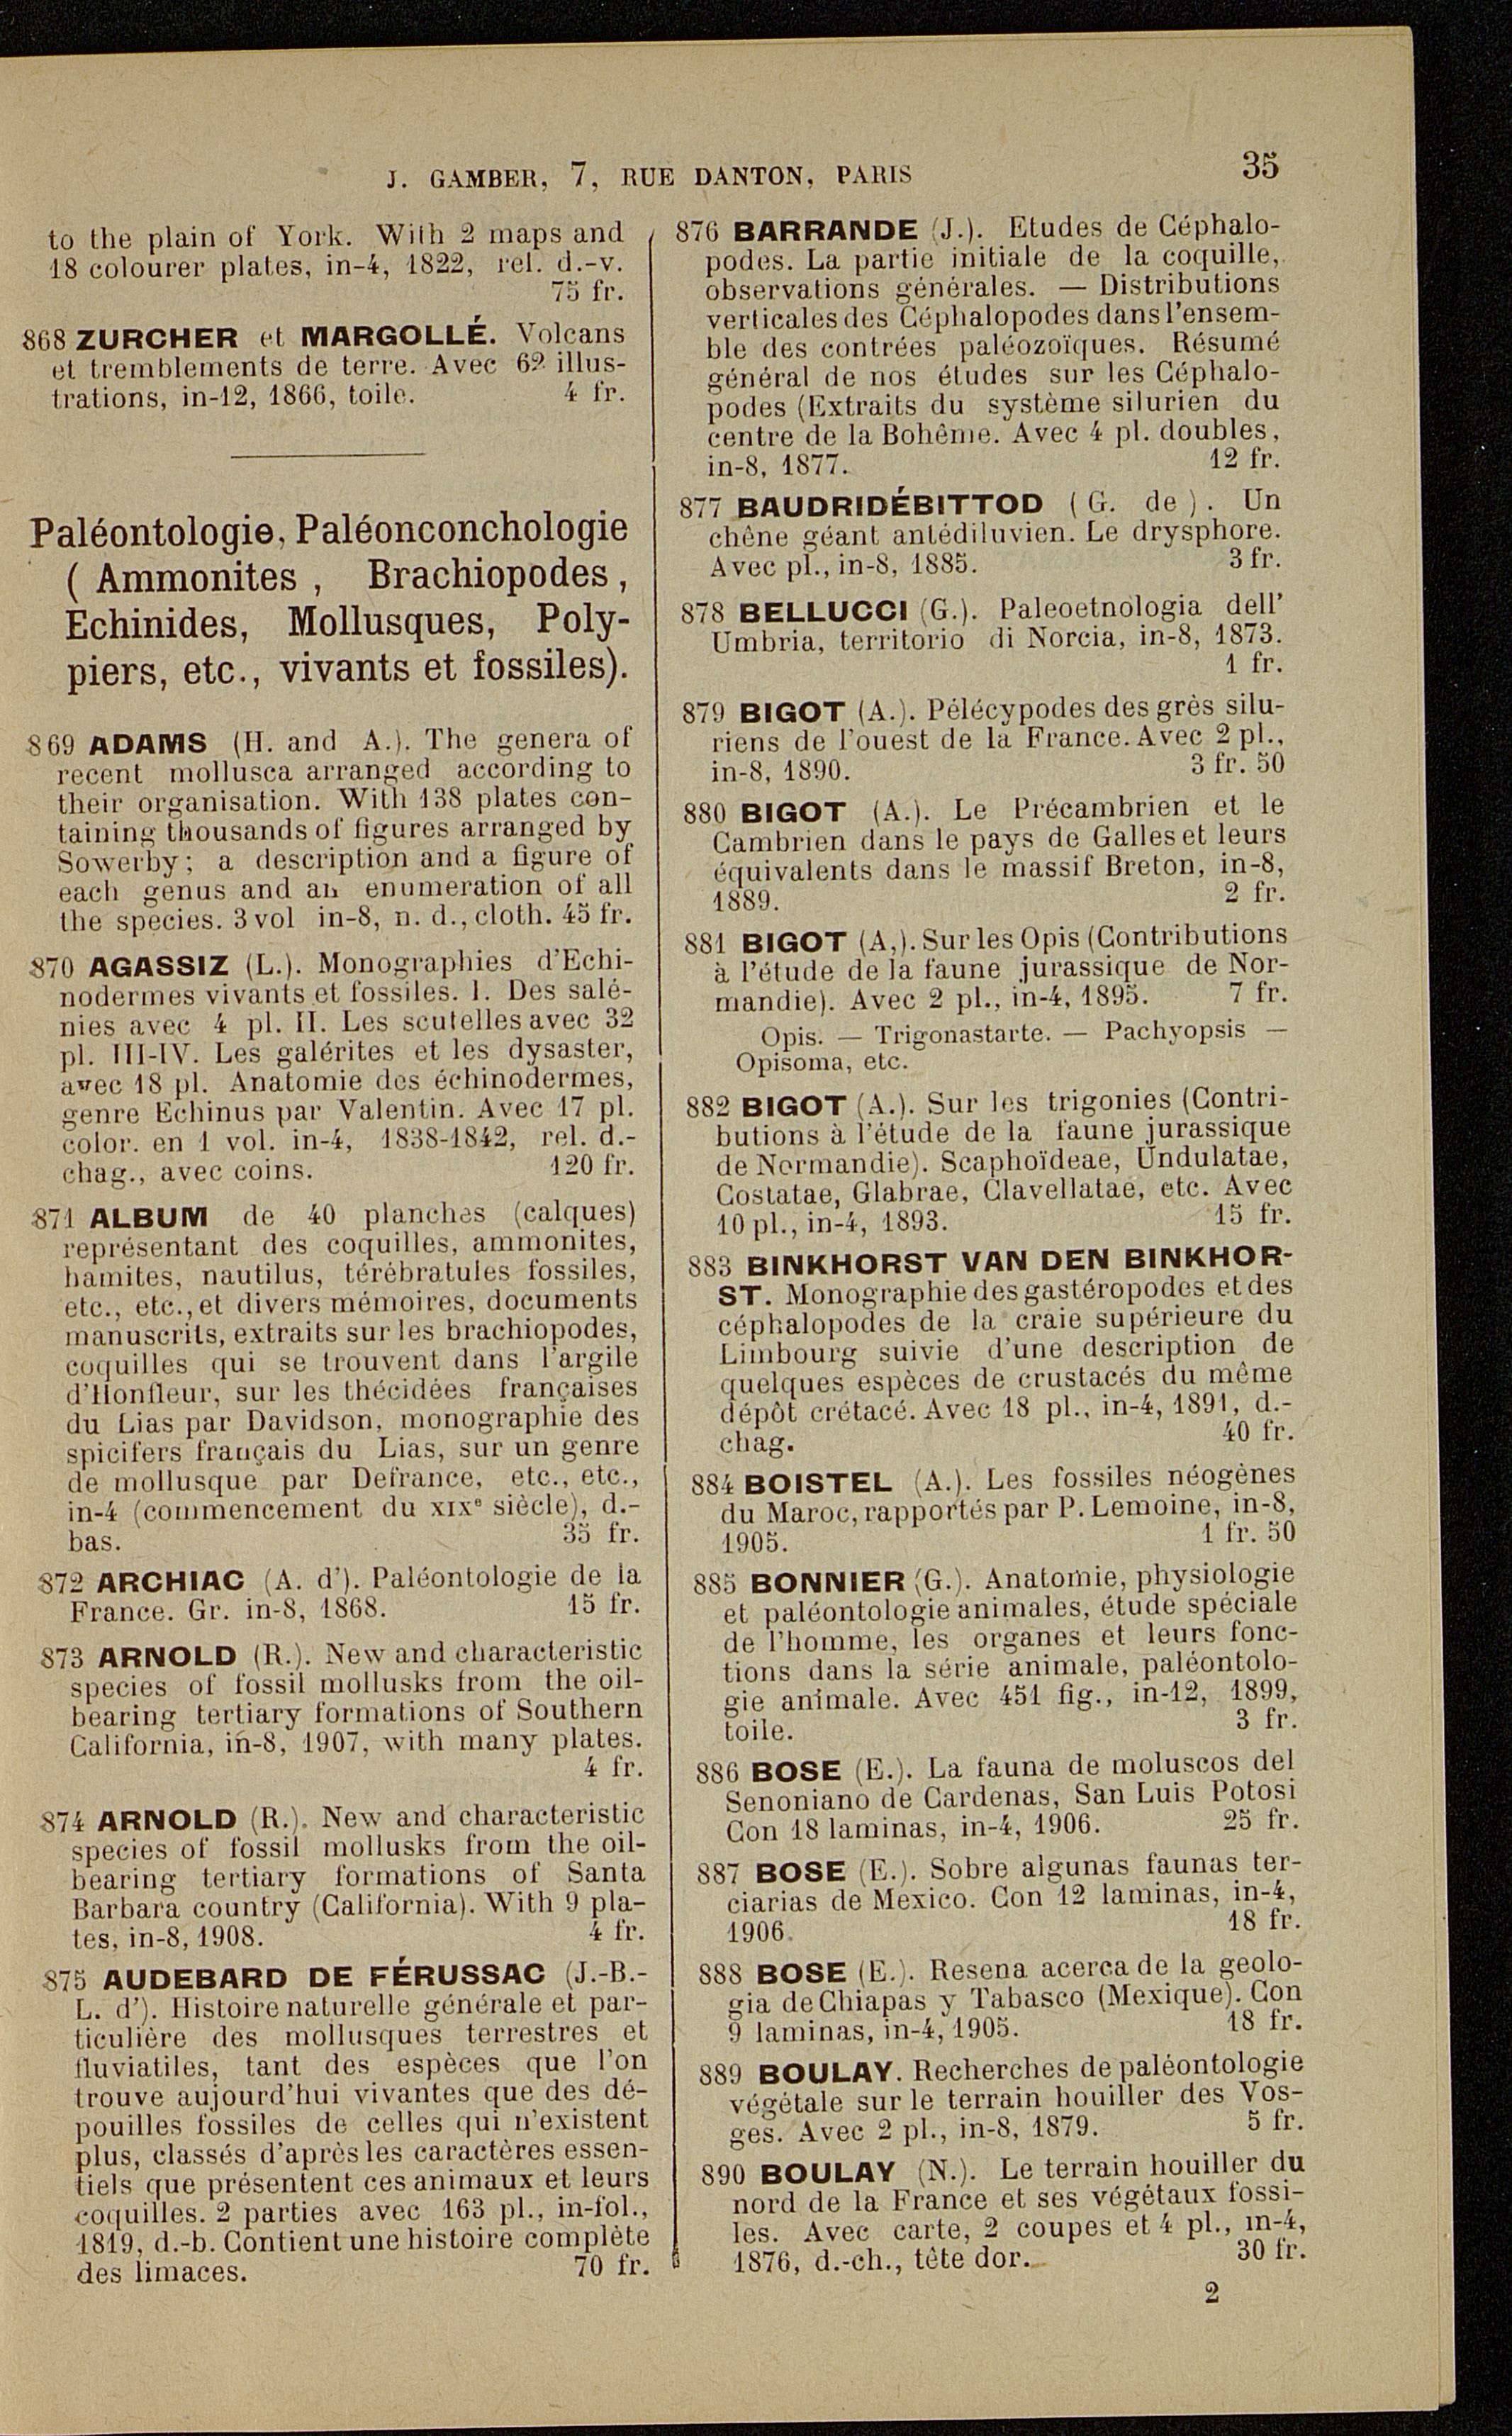 J. GAMBER, 7, RUE DANTON, PARIS
35
to the plain of York. With 2 maps and
18 colourer plates, in-4, 1822, rel. d.-v.
75 fr.
868 ZURCHER et MARGOLLÉ. Volcans
et tremblements de terre. Avec 62 illus-
trations, in-12, 1866, toile. 4 fr.
Paléontologie, Paléonconchologie
( Ammonites , Brachiopodes ,
Echinides, Mollusques, Poly-
piers, etc., vivants et fossiles).
869 ADAMS (H. and A.). The genera of
recent mollusca arranged according to
their organisation. With 138 plates con-
taining thousands of figures arranged by
Sowerby; a description and a figure of
each genus and an enumeration of all
the species. 3 vol in-8, n. d., cloth. 45 fr.
870 AGASSIZ (L.). Monographies d'Echi-
nodermes vivants et fossiles. I. Des salé-
nies avec 4 pl. II. Les scutelles avec 32
pl. III-IV. Les galérites et les dysaster,
avec 18 pl. Anatomie des échinodermes,
genre Echinus par Valentin. Avec 17 pl.
color. en 1 vol. in-4, 1838-1842, rel. d.-
chag., avec coins. 120 fr.
871 ALBUM de 40 planches (calques)
représentant des coquilles, ammonites,
hamites, nautilus, térébratules fossiles,
etc., etc., et divers mémoires, documents
manuscrits, extraits sur les brachiopodes,
coquilles qui se trouvent dans l'argile
d'Honfleur, sur les thécidées françaises
du Lias par Davidson, monographie des
spicifers français du Lias, sur un genre
de mollusque par Defrance, etc., etc.,
in-4 (commencement du XIXe siècle), d.-
bas. 35 fr.
872 ARCHIAC (A. d'). Paléontologie de la
France. Gr. in-8, 1868. 15 fr.
873 ARNOLD (R.). New and characteristic
species of fossil mollusks from the oil-
bearing tertiary formations of Southern
California, in-8, 1907, with many plates.
4 fr.
874 ARNOLD (R.). New and characteristic
species of fossil mollusks from the oil-
bearing tertiary formations of Santa
Barbara country (California). With 9 pla-
tes, in-8, 1908. 4 fr.
875 AUDEBARD DE FÉRUSSAC (J.-B.-
L. d'). Histoire naturelle générale et par-
ticulière des mollusques terrestres et
fluviatiles, tant des espèces que l'on
trouve aujourd'hui vivantes que des dé-
pouilles fossiles de celles qui n'existent
plus, classés d'après les caractères essen-
tiels que présentent ces animaux et leurs
coquilles. 2 parties avec 163 pl., in-fol.,
1819, d.-b. Contient une histoire complète
des limaces. 70 fr.
876 BARRANDE (J.). Etudes de Céphalo-
podes. La partie initiale de la coquille,
observations générales. — Distributions
verticales des Céphalopodes dans l'ensem-
ble des contrées paléozoïques. Résumé
général de nos études sur les Céphalo-
podes (Extraits du système silurien du
centre de la Bohême. Avec 4 pl. doubles,
in-8, 1877. 12 fr.
877 BAUDRIDÉBITTOD (G. de). Un
chêne géant antédiluvien. Le drysphore.
Avec pl., in-8, 1885. 3 fr.
878 BELLUCCI (G.). Paleoetnologia dell'
Umbria, territorio di Norcia, in-8, 1873.
1 fr.
879 BIGOT (A.). Pélécypodes des grès silu-
riens de l'ouest de la France. Avec 2 pl.,
in-8, 1890. 3 fr. 50
880 BIGOT (A.). Le Précambrien et le
Cambrien dans le pays de Galles et leurs
équivalents dans le massif Breton, in-8,
1889. 2 fr.
881 BIGOT (A,). Sur les Opis (Contributions
à l'étude de la faune jurassique de Nor-
mandie). Avec 2 pl., in-4, 1895. 7 fr.
Opis. — Trigonastarte. — Pachyopsis —
Opisoma, etc.
882 BIGOT (A.). Sur les trigonies (Contri-
butions à l'étude de la faune jurassique
de Normandie). Scaphoïdeae, Undulatae,
Costatae, Glabrae, Clavellatae, etc. Avec
10 pl., in-4, 1893. 15 fr.
883 BINKHORST VAN DEN BINKHOR-
ST. Monographie des gastéropodes et des
céphalopodes de la craie supérieure du
Limbourg suivie d'une description de
quelques espèces de crustacés du même
dépôt crétacé. Avec 18 pl., in-4, 1891, d.-
chag. 40 fr.
884 BOISTEL (A.). Les fossiles néogènes
du Maroc, rapportés par P. Lemoine, in-8,
1905. 1 fr. 50
885 BONNIER (G.). Anatomie, physiologie
et paléontologie animales, étude spéciale
de l'homme, les organes et leurs fonc-
tions dans la série animale, paléontolo-
gie animale. Avec 451 fig., in-12, 1899,
toile. 3 fr.
886 BOSE (E.). La fauna de moluscos del
Senoniano de Cardenas, San Luis Potosi
Con 18 laminas, in-4, 1906. 25 fr.
887 BOSE (E.). Sobre algunas faunas ter-
ciarias de Mexico. Con 12 laminas, in-4,
1906. 18 fr.
888 BOSE (E.). Resena acerca de la geolo-
gia de Chiapas y Tabasco (Mexique). Con
9 laminas, in-4, 1905. 18 fr.
889 BOULAY. Recherches de paléontologie
végétale sur le terrain houiller des Vos-
ges. Avec 2 pl., in-8, 1879. 5 fr.
890 BOULAY (N.). Le terrain houiller du
nord de la France et ses végétaux fossi-
les. Avec carte, 2 coupes et 4 pl., in-4,
1876, d.-ch., tête dor. 30 fr.
2